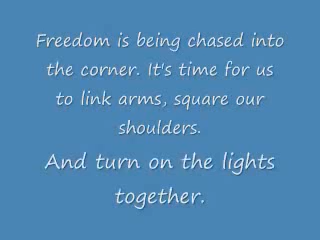 Freedom is being chased into
the corner. It's time for us
to link arms, square our
shoulders.
And turn on the lights
together.